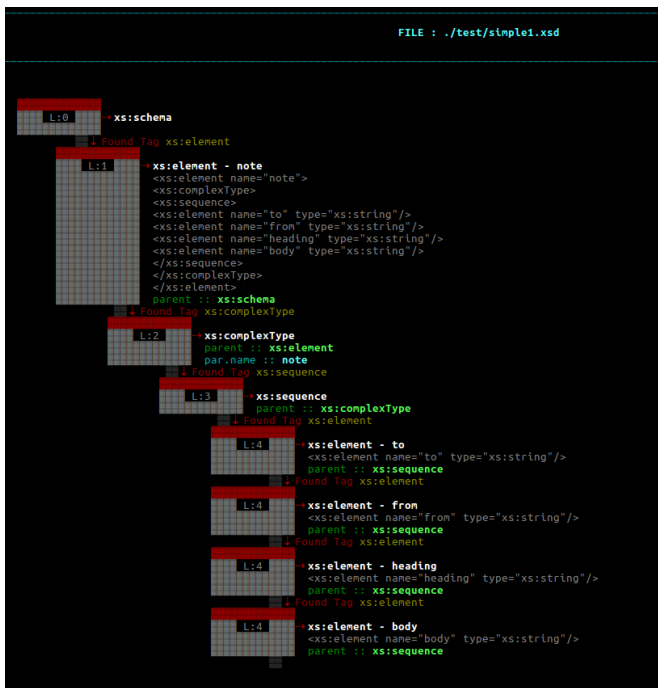 FILE : ./test/simple1.xsd
L:0 → xs:schema
↓ Found Tag xs:element
L:1 → xs:element - note
<xs:element name="note">
<xs:complexType>
<xs:sequence>
<xs:element name="to" type="xs:string"/>
<xs:element name="from" type="xs:string"/>
<xs:element name="heading" type="xs:string"/>
<xs:element name="body" type="xs:string"/>
</xs:sequence>
</xs:complexType>
</xs:element>
parent :: xs:schema
↓ Found Tag xs:complexType
L:2 → xs:complexType
parent :: xs:element
par.name :: note
↓ Found Tag xs:sequence
L:3 → xs:sequence
parent :: xs:complexType
↓ Found Tag xs:element
L:4 → xs:element - to
<xs:element name="to" type="xs:string"/>
parent :: xs:sequence
↓ Found Tag xs:element
L:4 → xs:element - from
<xs:element name="from" type="xs:string"/>
parent :: xs:sequence
↓ Found Tag xs:element
L:4 → xs:element - heading
<xs:element name="heading" type="xs:string"/>
parent :: xs:sequence
↓ Found Tag xs:element
L:4 → xs:element - body
<xs:element name="body" type="xs:string"/>
parent :: xs:sequence